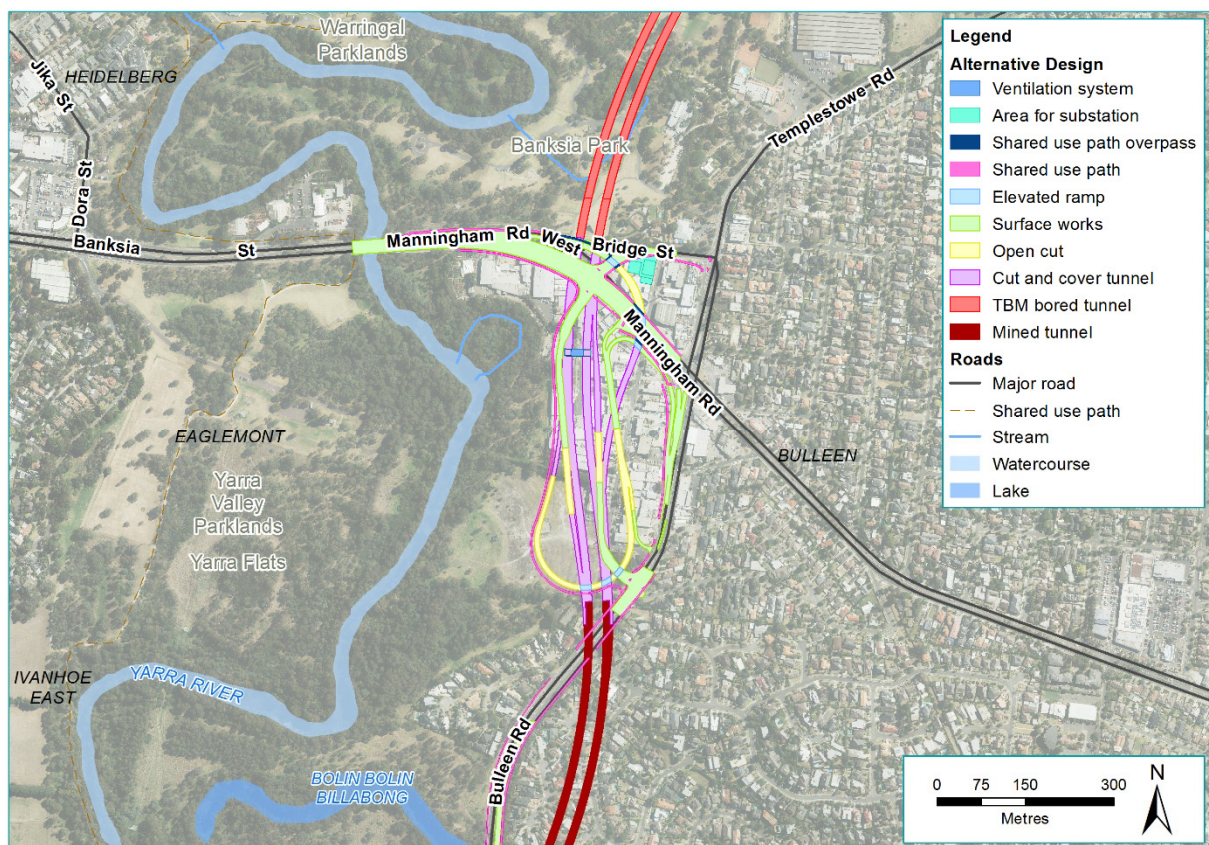 Warringal
Parklands
HEIDELBERG
Jika St
Dora St
Banksia St
Banksia Park
Templestowe Rd
Manningham Rd West
Bridge St
Manningham Rd
EAGLEMONT
BULLEEN
Yarra
Valley
Parklands
Yarra Flats
IVANHOE
EAST
YARRA RIVER
Bulleen Rd
BOLIN BOLIN
BILLABONG
Legend
Alternative Design
Ventilation system
Area for substation
Shared use path overpass
Shared use path
Elevated ramp
Surface works
Open cut
Cut and cover tunnel
TBM bored tunnel
Mined tunnel
Roads
Major road
Shared use path
Stream
Watercourse
Lake
0 75 150 300
Metres
N